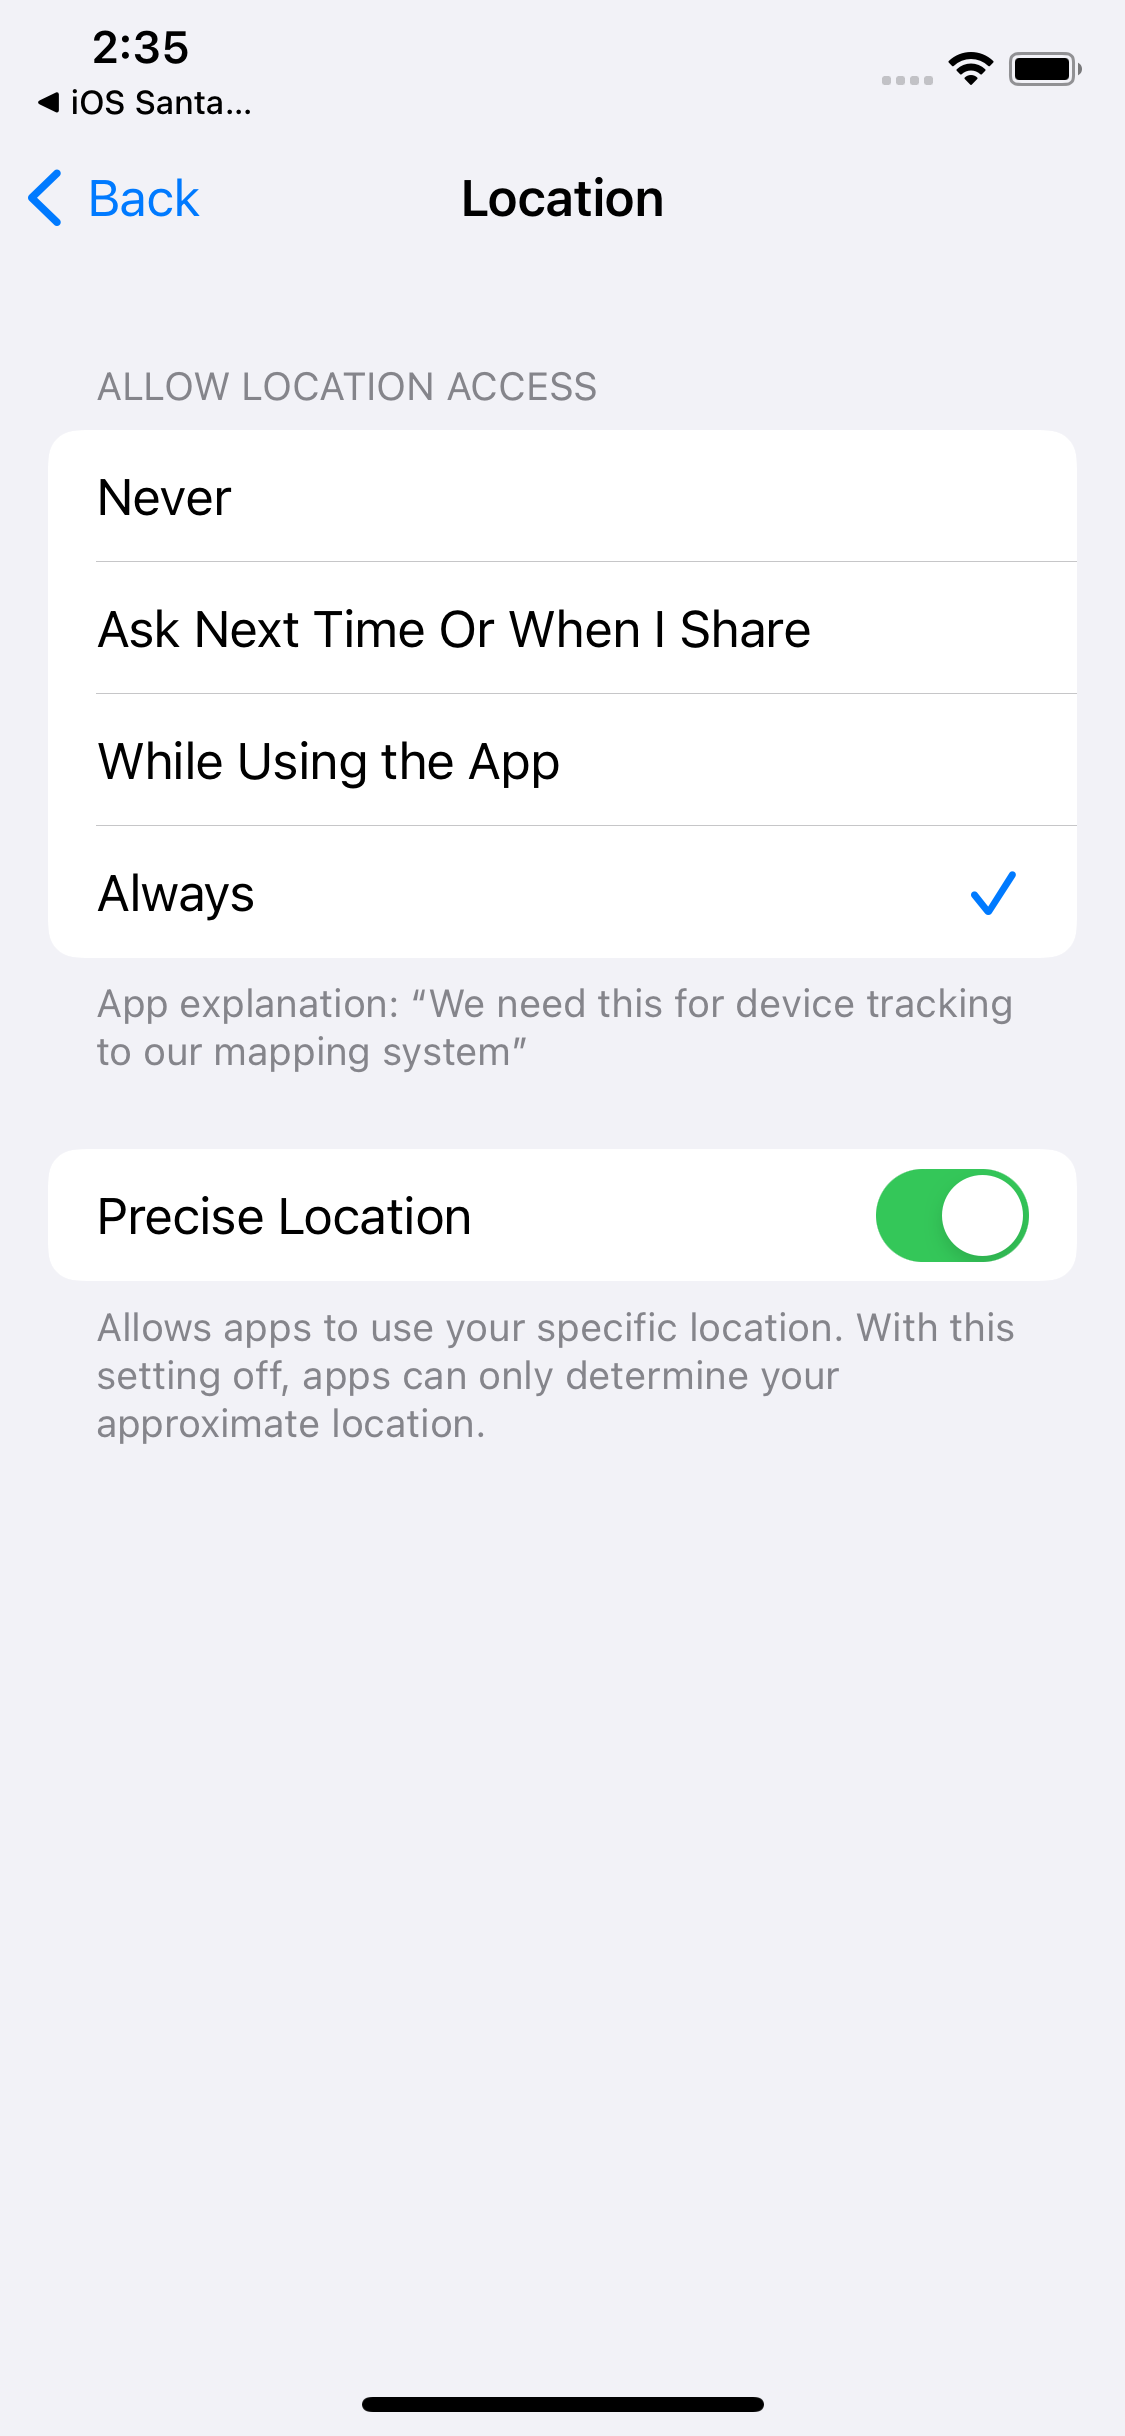 2:35
◀ iOS Santa...
Back
Location
ALLOW LOCATION ACCESS
Never
Ask Next Time Or When I Share
While Using the App
Always
App explanation: “We need this for device tracking
to our mapping system”
Precise Location
Allows apps to use your specific location. With this
setting off, apps can only determine your
approximate location.